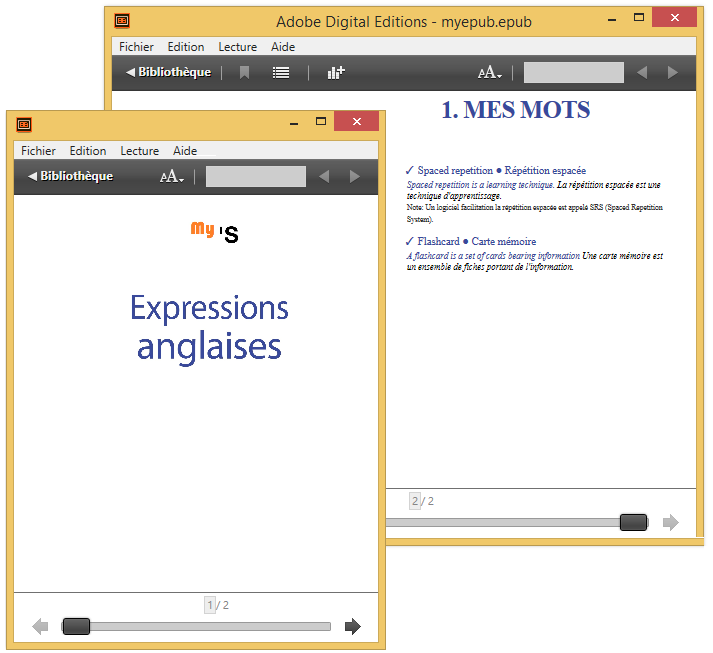 Adobe Digital Editions - myepub.epub
Fichier Edition Lecture Aide
◀ Bibliothèque
AA
1. MES MOTS
✓ Spaced repetition ● Répétition espacée
Spaced repetition is a learning technique. La répétition espacée est une
technique d'apprentissage.
Note: Un logiciel facilitation la répétition espacée est appelé SRS (Spaced Repetition
System).
✓ Flashcard ● Carte mémoire
A flashcard is a set of cards bearing information Une carte mémoire est
un ensemble de fiches portant de l'information.
2 / 2
Fichier Edition Lecture Aide
◀ Bibliothèque
AA
My 's
Expressions
anglaises
1 / 2